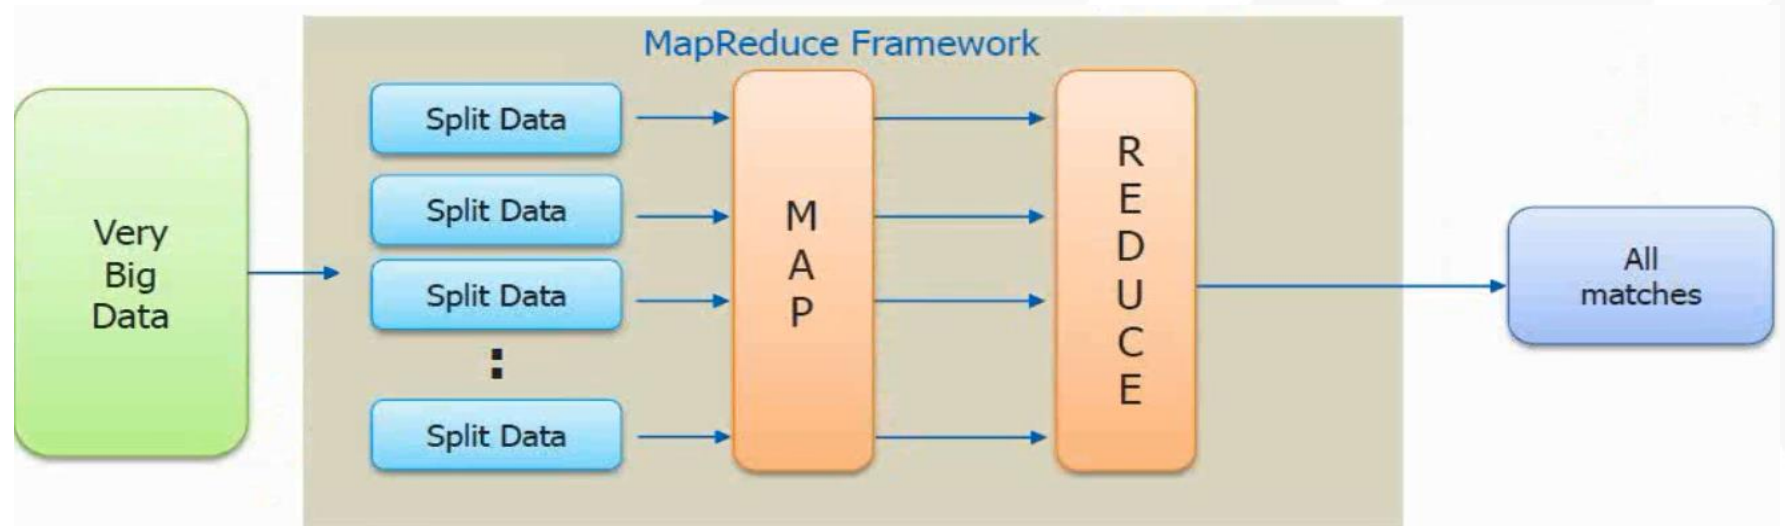 MapReduce Framework
Very
Big
Data
Split Data
Split Data
Split Data
:
Split Data
M
A
P
R
E
D
U
C
E
All
matches